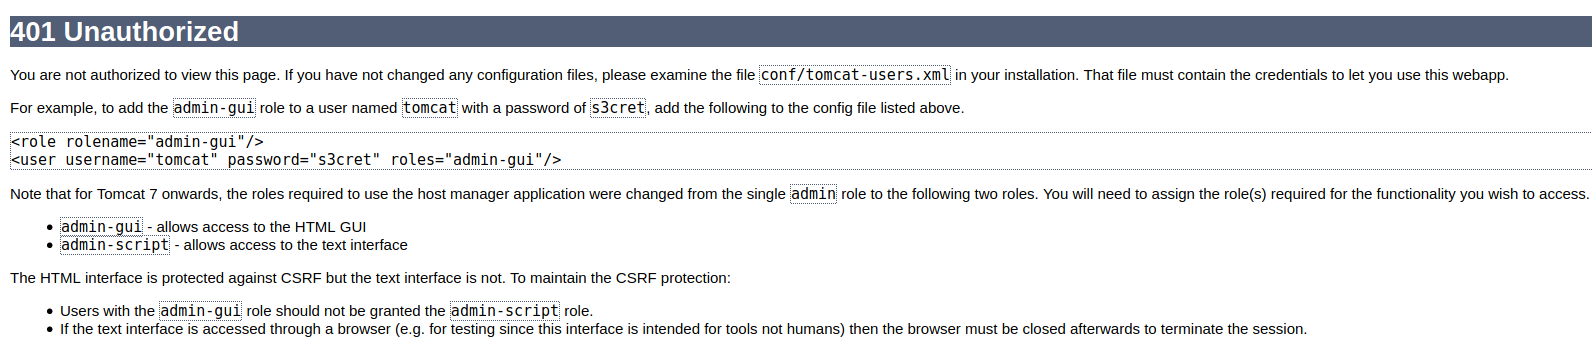 401 Unauthorized
You are not authorized to view this page. If you have not changed any configuration files, please examine the file conf/tomcat-users.xml in your installation. That file must contain the credentials to let you use this webapp.
For example, to add the admin-gui role to a user named tomcat with a password of s3cret, add the following to the config file listed above.
<role rolename="admin-gui"/>
<user username="tomcat" password="s3cret" roles="admin-gui"/>
Note that for Tomcat 7 onwards, the roles required to use the host manager application were changed from the single admin role to the following two roles. You will need to assign the role(s) required for the functionality you wish to access.
• admin-gui - allows access to the HTML GUI
• admin-script - allows access to the text interface
The HTML interface is protected against CSRF but the text interface is not. To maintain the CSRF protection:
• Users with the admin-gui role should not be granted the admin-script role.
• If the text interface is accessed through a browser (e.g. for testing since this interface is intended for tools not humans) then the browser must be closed afterwards to terminate the session.